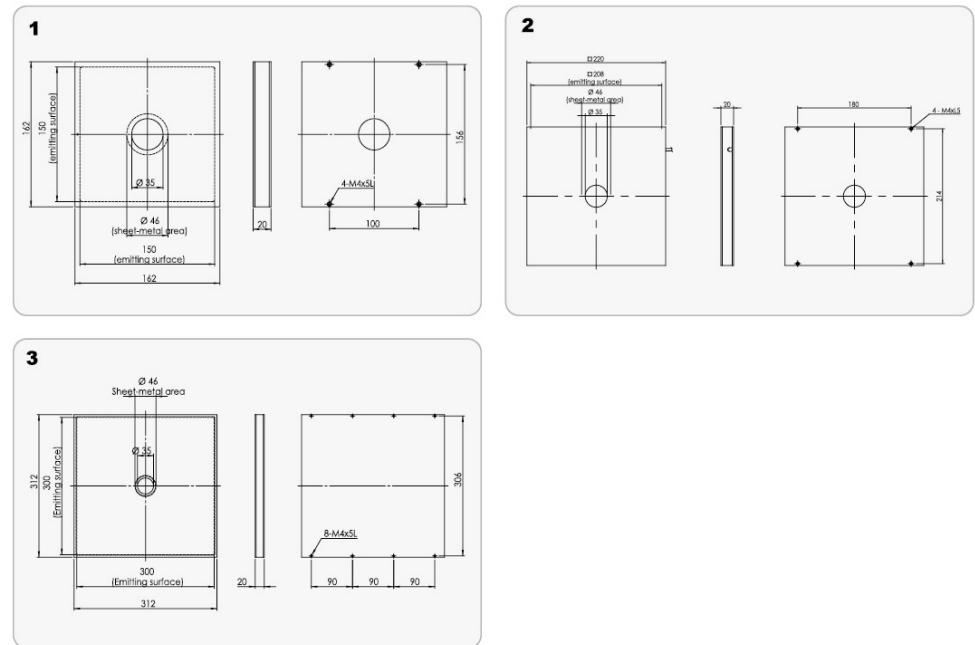 1
162
150
(emitting surface)
Ø 35
Ø 46
(sheet-metal area)
150
(emitting surface)
162
20
4-M4x5L
100
156
2
□220
□208
(emitting surface)
Ø 46
(sheet-metal area)
Ø 35
20
180
4 - M4xL5
214
3
Ø 46
Sheet-metal area
Ø 35
312
300
(Emitting surface)
300
(Emitting surface)
312
20
8-M4x5L
90
90
90
306